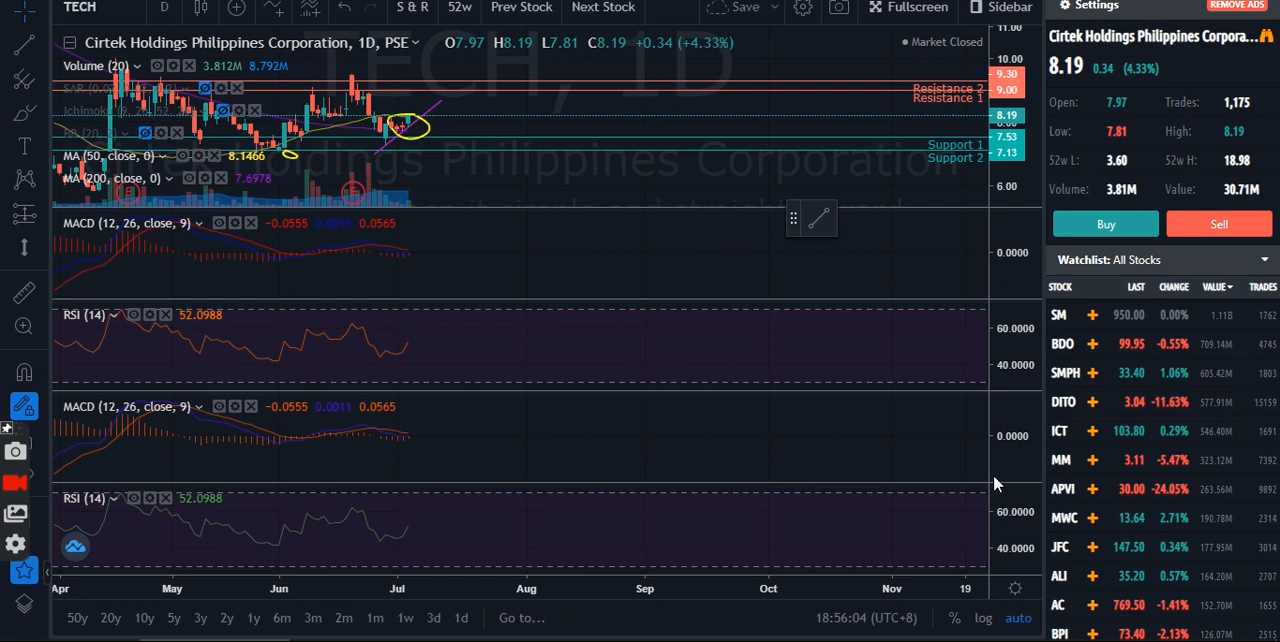 TECH D S & R 52w Prev Stock Next Stock Save Fullscreen Sidebar
Cirtek Holdings Philippines Corporation, 1D, PSE O7.97 H8.19 L7.81 C8.19 +0.34 (+4.33%) Market Closed
Volume (20) 3.812M 8.792M
MA (50, close, 0) 8.1466
MA (200, close, 0) 7.6978
TECH, 1D
Cirtek Holdings Philippines Corporation
11.00
10.00
9.30
Resistance 2
9.00
Resistance 1
8.19
8.00
7.53
Support 1
7.13
Support 2
6.00
E
E
MACD (12, 26, close, 9) -0.0555 0.0011 0.0565
0.0000
RSI (14) 52.0988
60.0000
40.0000
MACD (12, 26, close, 9) -0.0555 0.0011 0.0565
0.0000
RSI (14) 52.0988
60.0000
40.0000
Apr May Jun Jul Aug Sep Oct Nov 19
50y 20y 10y 5y 3y 2y 1y 6m 3m 2m 1m 1w 3d 1d Go to... 18:56:04 (UTC+8) % log auto
Settings REMOVE ADS
Cirtek Holdings Philippines Corpora...
8.19 0.34 (4.33%)
Open: 7.97 Trades: 1,175
Low: 7.81 High: 8.19
52w L: 3.60 52w H: 18.98
Volume: 3.81M Value: 30.71M
Buy Sell
Watchlist: All Stocks
STOCK LAST CHANGE VALUE TRADES
SM 950.00 0.00% 1.11B 1762
BDO 99.95 -0.55% 709.14M 4745
SMPH 33.40 1.06% 605.42M 1803
DITO 3.04 -11.63% 577.91M 15159
ICT 103.80 0.29% 546.40M 1691
MM 3.11 -5.47% 323.12M 7392
APVI 30.00 -24.05% 263.56M 9892
MWC 13.64 2.71% 190.78M 2314
JFC 147.50 0.34% 177.95M 3014
ALI 35.20 0.57% 164.20M 2707
AC 769.50 -1.41% 152.70M 1655
BPI 73.40 -2.13% 126.07M 2515